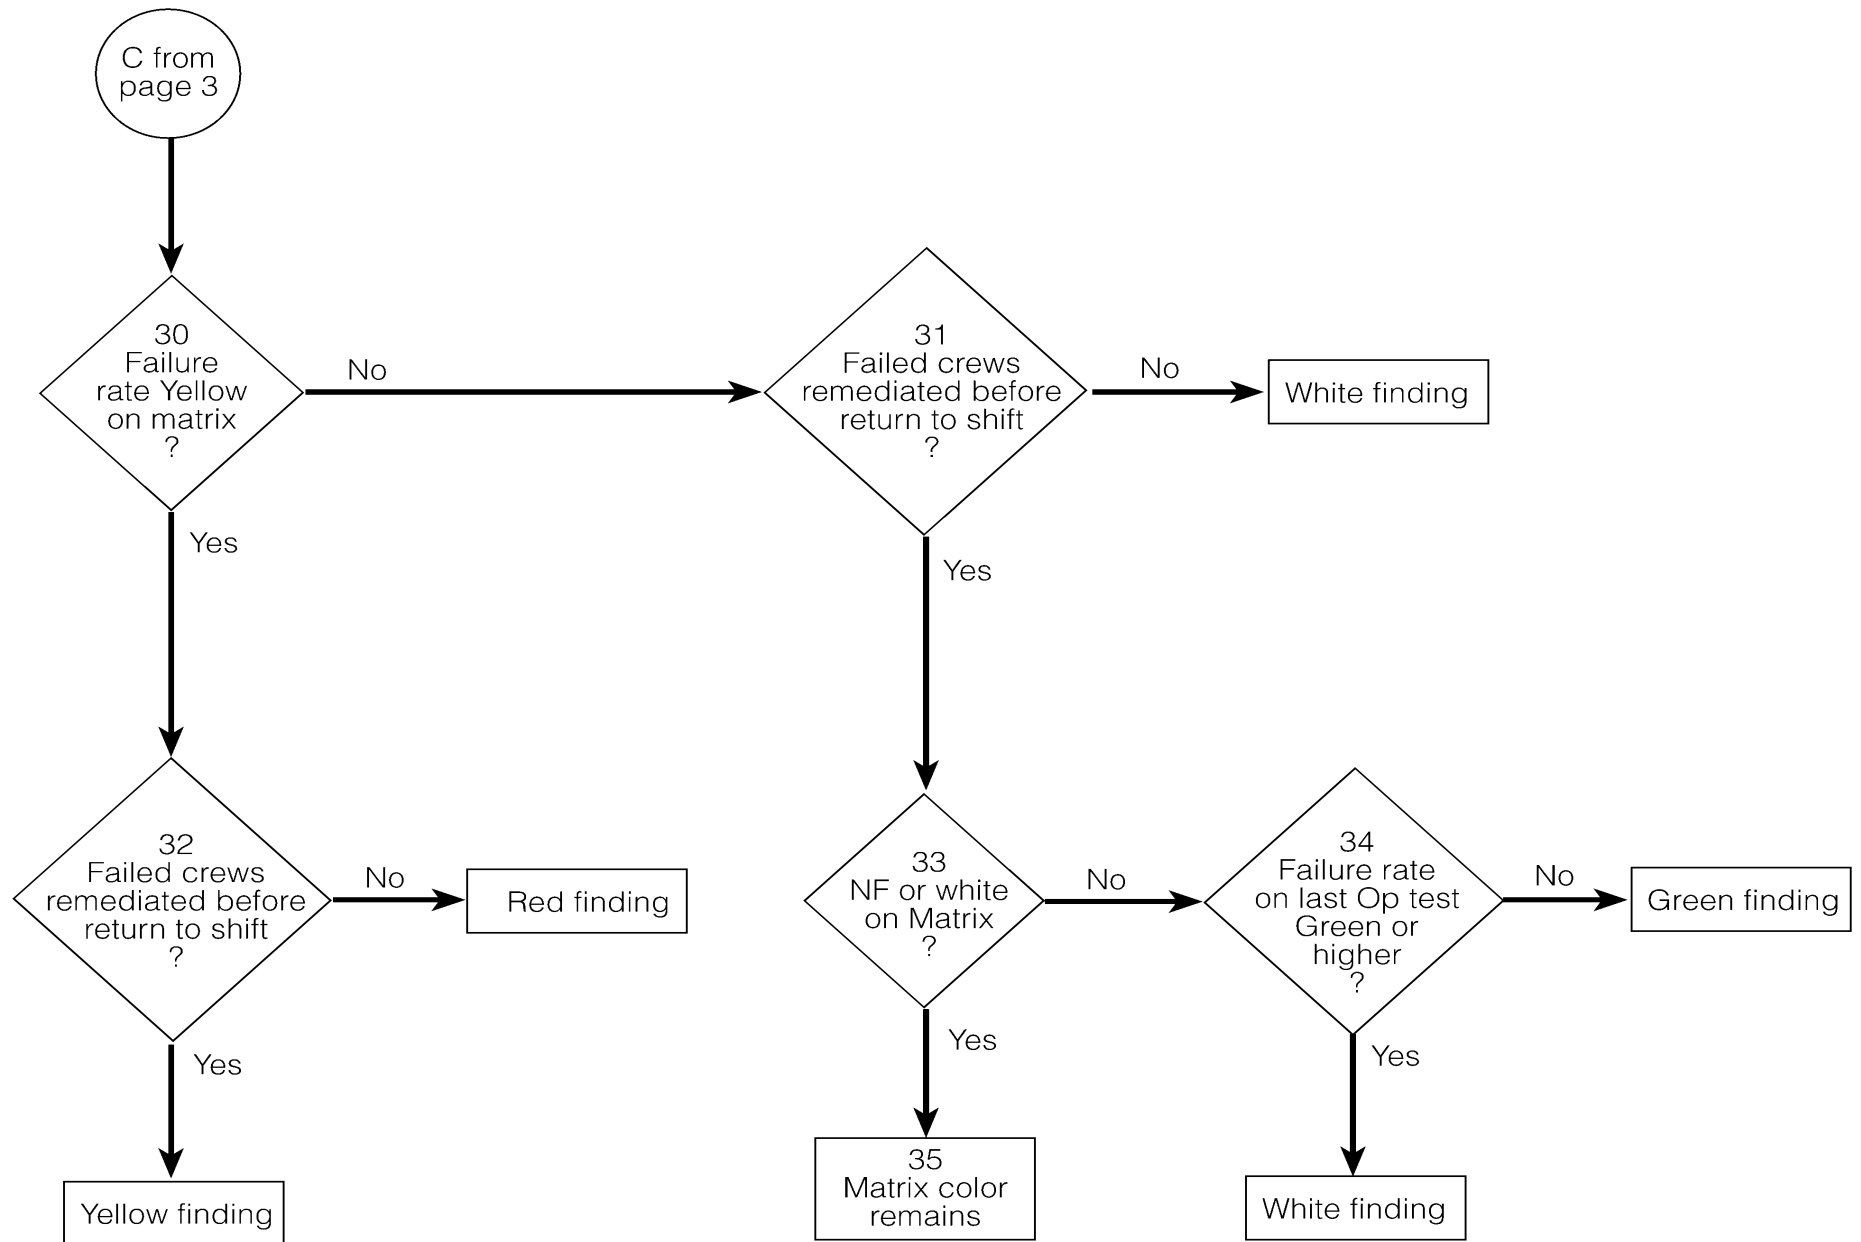 C from
page 3
30
Failure
rate Yellow
on matrix
?
No
31
Failed crews
remediated before
return to shift
?
No
White finding
Yes
Yes
32
Failed crews
remediated before
return to shift
?
No
Red finding
33
NF or white
on Matrix
?
No
34
Failure rate
on last Op test
Green or
higher
?
No
Green finding
Yes
Yes
Yes
Yellow finding
35
Matrix color
remains
White finding